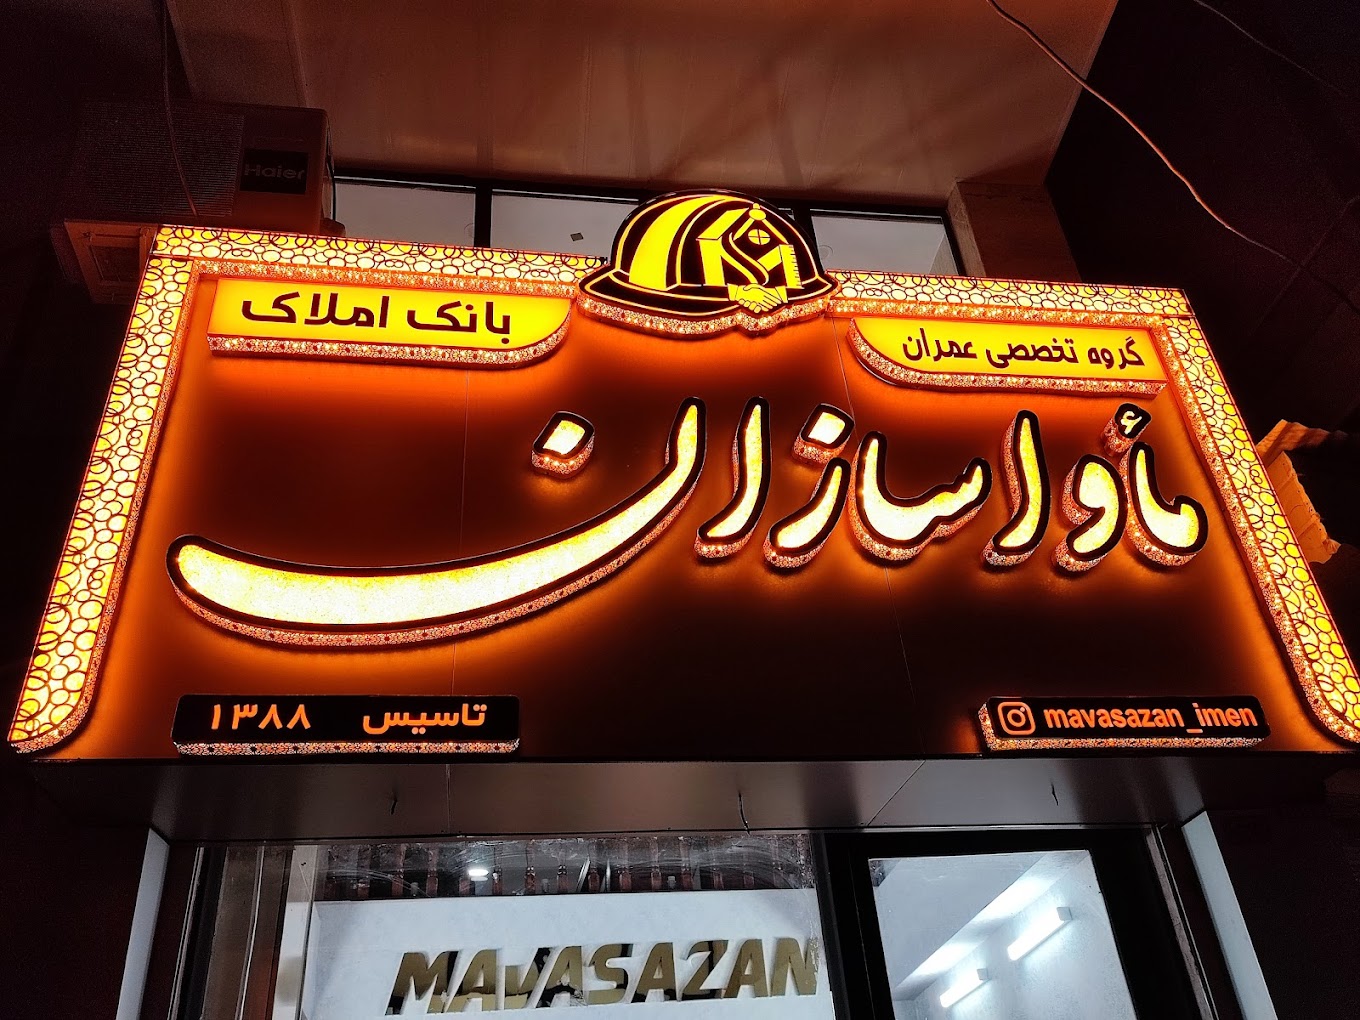 Haier
گروه تخصصی عمران
بانک املاک
مأواسازان
mavasazan_imen
تاسیس ۱۳۸۸
MAVASAZAN